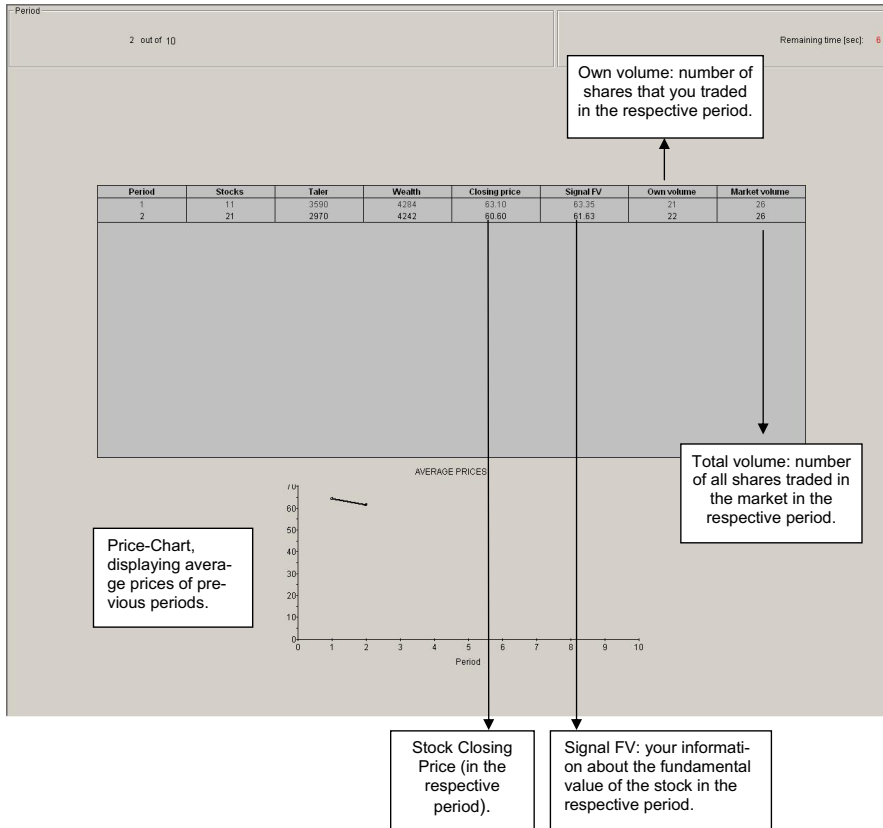 Period
2 out of 10
Remaining time [sec]: 6
Own volume: number of
shares that you traded
in the respective period.
Period Stocks Taler Wealth Closing price Signal FV Own volume Market volume
1 11 3590 4284 63.10 63.35 21 26
2 21 2970 4242 60.60 61.63 22 26
Total volume: number
of all shares traded in
the market in the
respective period.
AVERAGE PRICES
Price-Chart,
displaying avera-
ge prices of pre-
vious periods.
70
60
50
40
30
20
10
0
0 1 2 3 4 5 6 7 8 9 10
Period
Stock Closing
Price (in the
respective
period).
Signal FV: your informati-
on about the fundamental
value of the stock in the
respective period.